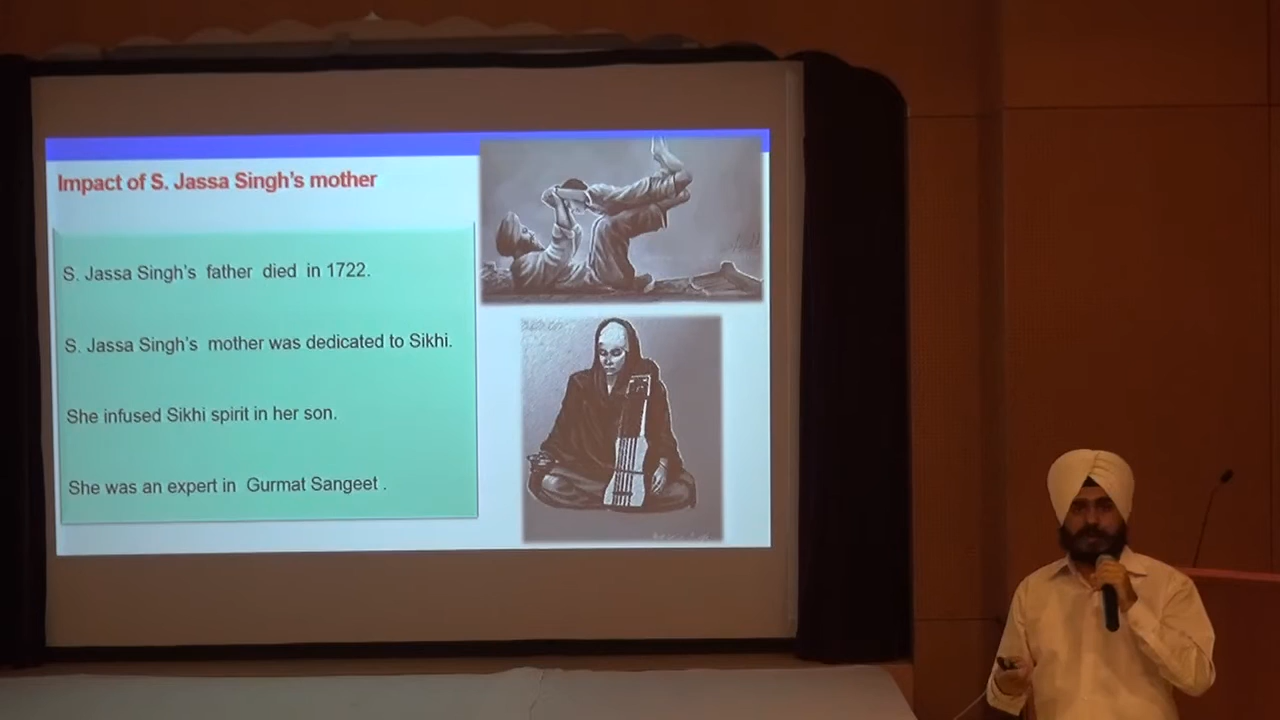 Impact of S. Jassa Singh's mother
S. Jassa Singh's father died in 1722.
S. Jassa Singh's mother was dedicated to Sikhi.
She infused Sikhi spirit in her son.
She was an expert in Gurmat Sangeet .